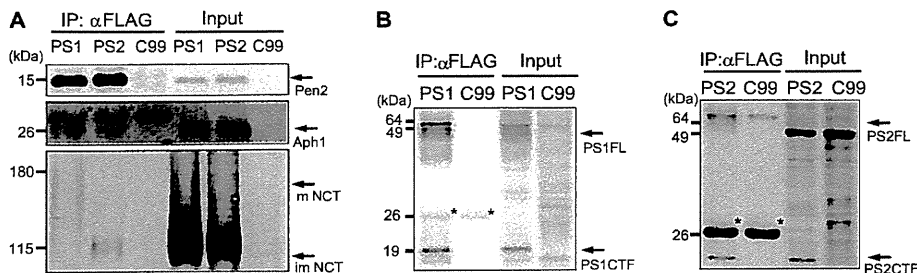 A
IP: αFLAG Input
(kDa) PS1 PS2 C99 PS1 PS2 C99
15 Pen2
26 Aph1
180
m NCT
115 im NCT
B
IP:αFLAG Input
(kDa) PS1 C99 PS1 C99
64
49 PS1FL
26 * *
19 PS1CTF
C
IP:αFLAG Input
(kDa) PS2 C99 PS2 C99
64
49 PS2FL
26 * *
PS2CTF